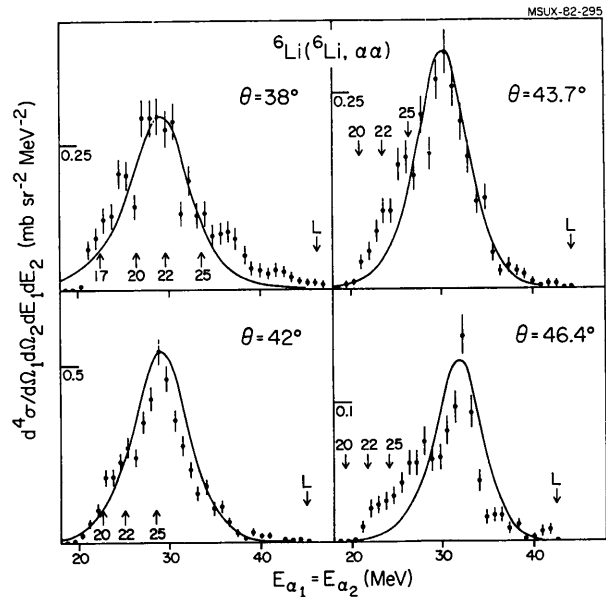 MSUX-82-295
⁶Li(⁶Li, αα)
θ=38°
0.25
17 20 22 25
L
θ=43.7°
0.25
20 22 25
L
θ=42°
0.5
20 22 25
L
θ=46.4°
0.1
20 22 25
L
20 30 40 20 30 40
Eα₁=Eα₂ (MeV)
d⁴σ/dΩ₁dΩ₂dE₁dE₂ (mb sr⁻² MeV⁻²)